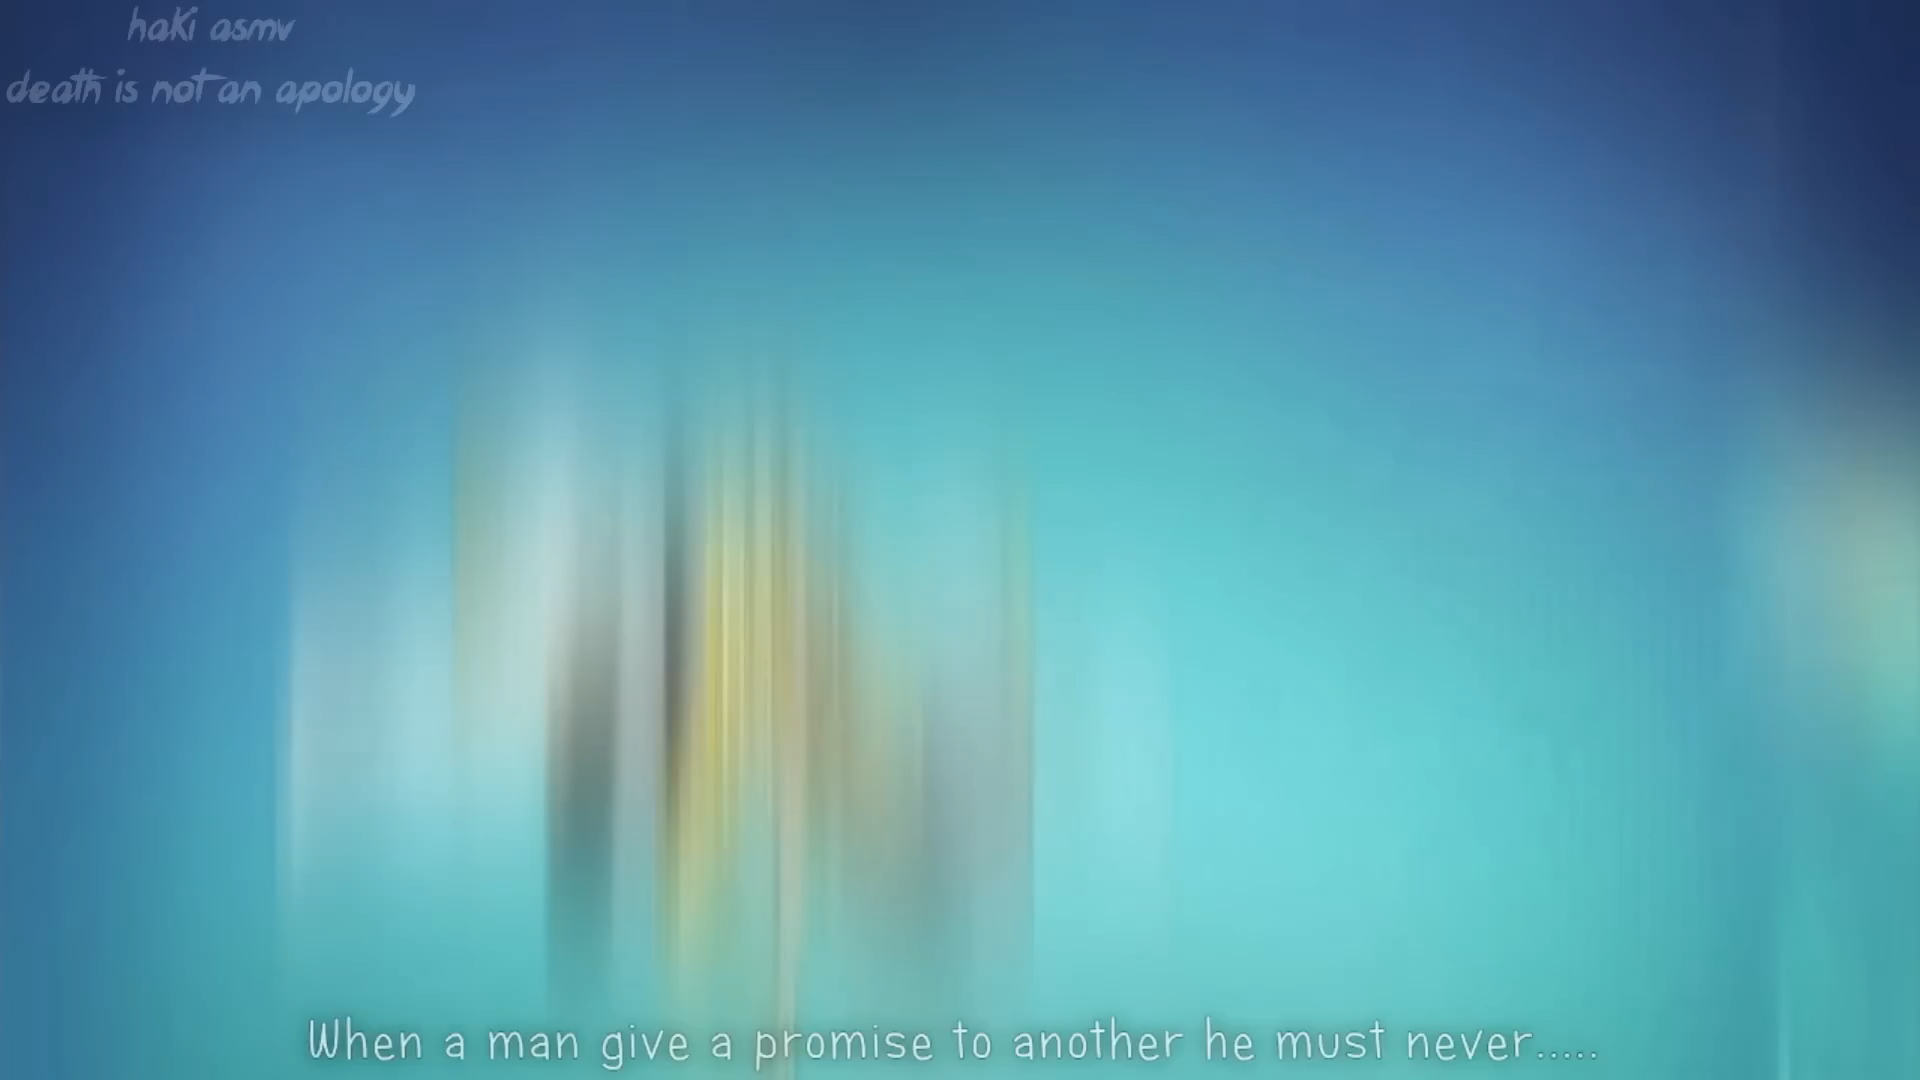 haki asmv
death is not an apology
When a man give a promise to another he must never.....